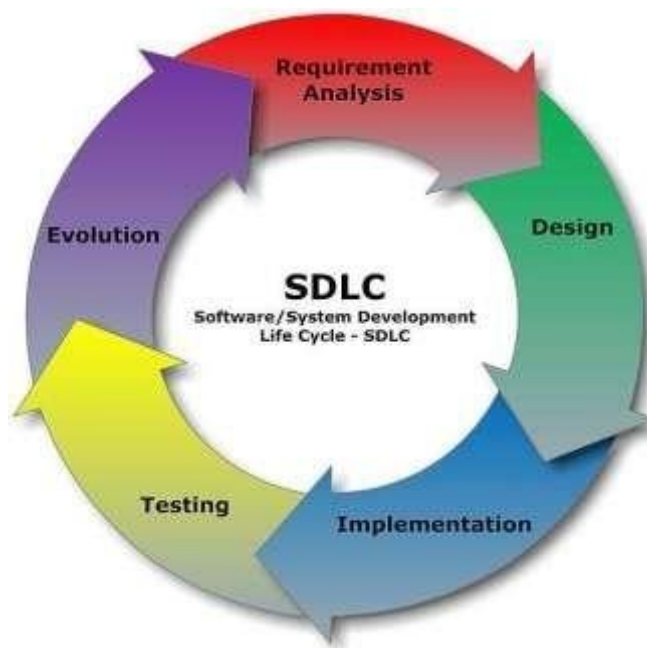 Requirement
Analysis
Design
Implementation
Testing
Evolution
SDLC
Software/System Development
Life Cycle - SDLC